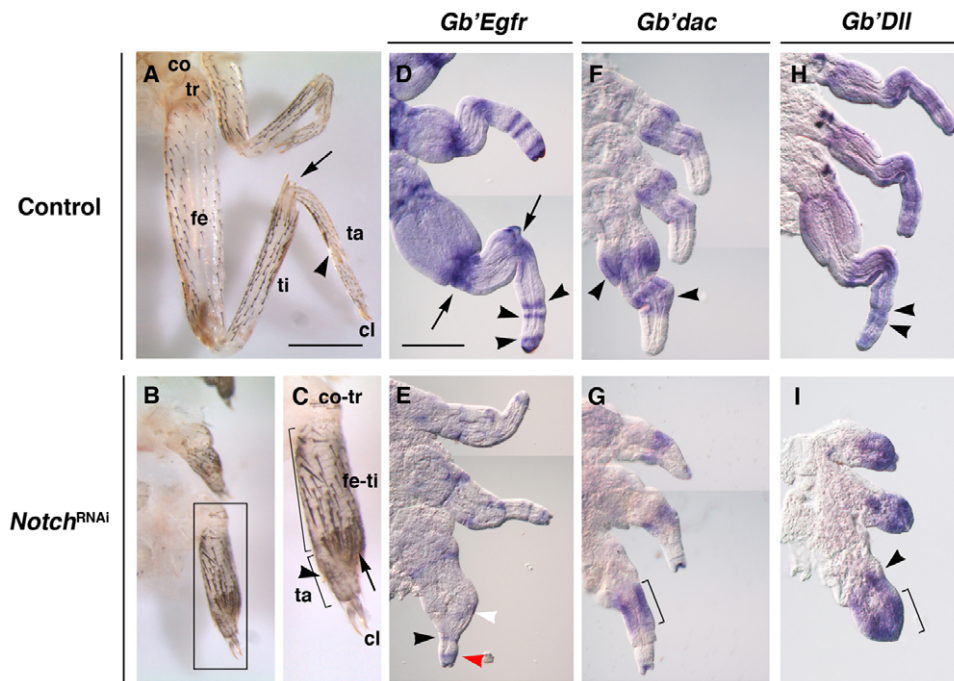 Gb'Egfr Gb'dac Gb'Dll
Control
A co tr fe ti ta cl
D
F
H
Notch^RNAi
B
C co-tr fe-ti ta cl
E
G
I